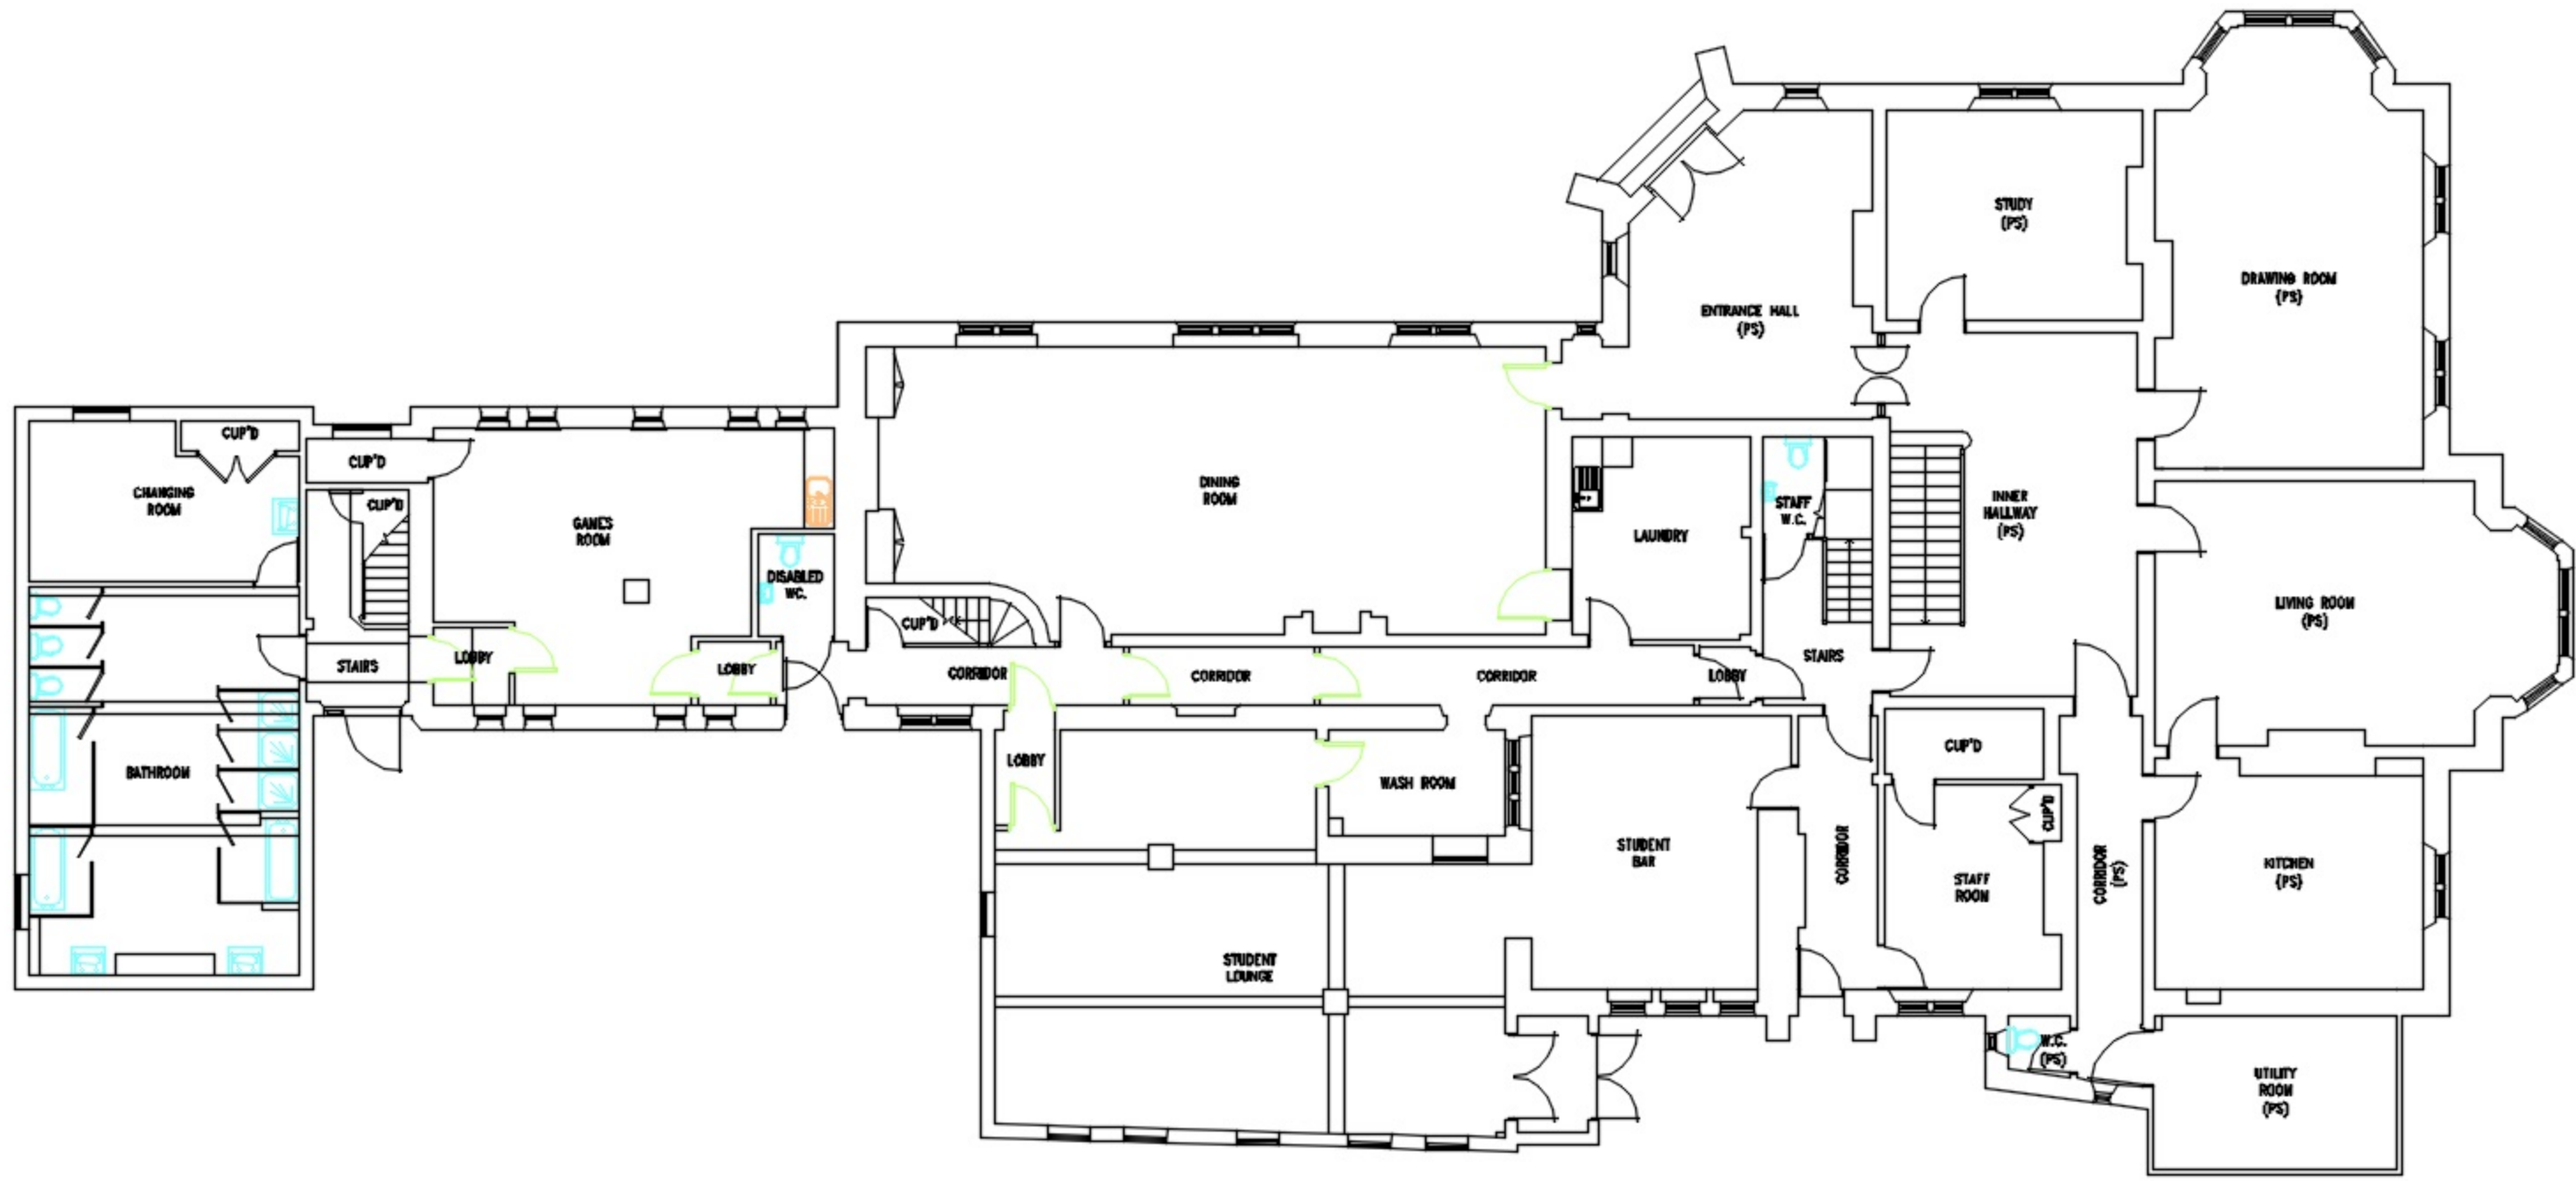 STUDY
(PS)
DRAWING ROOM
(PS)
ENTRANCE HALL
(PS)
CUP'D
CUP'D
CHANGING
ROOM
CUP'D
GAMES
ROOM
DINING
ROOM
LAUNDRY
STAFF
W.C.
INNER
HALLWAY
(PS)
DISABLED
WC.
LIVING ROOM
(PS)
CUP'D
STAIRS
LOBBY
LOBBY
CORRIDOR
CORRIDOR
CORRIDOR
LOBBY
STAIRS
BATHROOM
LOBBY
WASH ROOM
CUP'D
CUP'D
STUDENT
BAR
CORRIDOR
STAFF
ROOM
CORRIDOR
(PS)
KITCHEN
(PS)
STUDENT
LOUNGE
W.C.
(PS)
UTILITY
ROOM
(PS)